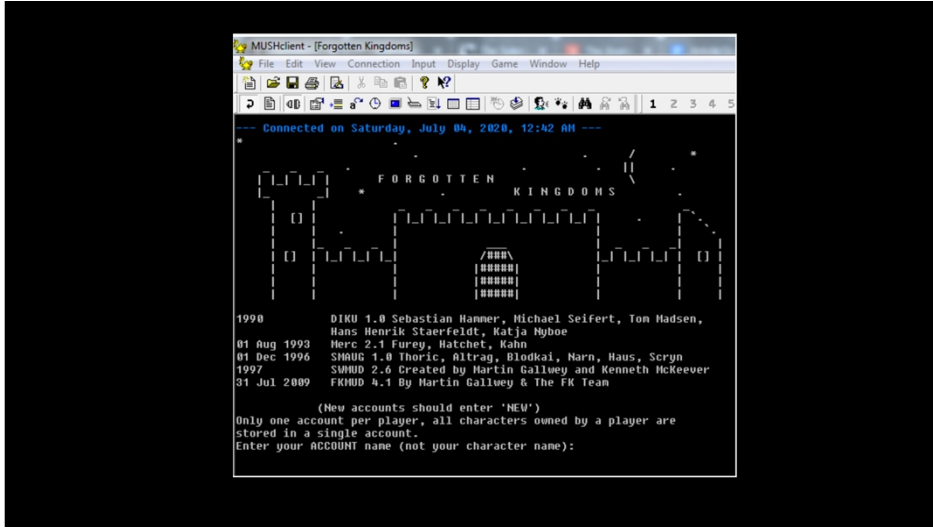 MUSHclient - [Forgotten Kingdoms]
File Edit View Connection Input Display Game Window Help
1 2 3 4 5
--- Connected on Saturday, July 04, 2020, 12:42 AM ---
FORGOTTEN
KINGDOMS
1990 DIKU 1.0 Sebastian Hammer, Michael Seifert, Tom Madsen,
Hans Henrik Staerfeldt, Katja Nyboe
01 Aug 1993 Merc 2.1 Furey, Hatchet, Kahn
01 Dec 1996 SMAUG 1.0 Thoric, Altrag, Blodkai, Narn, Haus, Scryn
1997 SWMUD 2.6 Created by Martin Gallwey and Kenneth McKeever
31 Jul 2009 FKMUD 4.1 By Martin Gallwey & The FK Team
(New accounts should enter 'NEW')
Only one account per player, all characters owned by a player are
stored in a single account.
Enter your ACCOUNT name (not your character name):